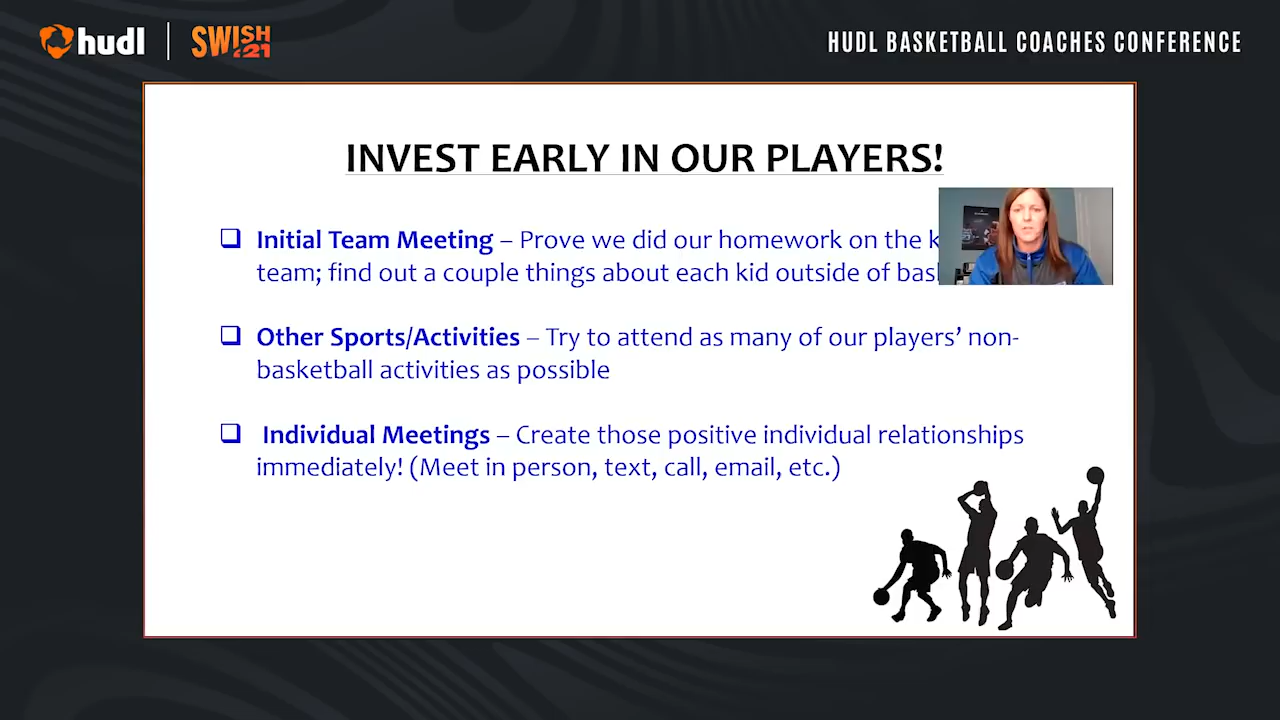 hudl
SWISH
'21
HUDL BASKETBALL COACHES CONFERENCE
INVEST EARLY IN OUR PLAYERS!
Initial Team Meeting – Prove we did our homework on the
team; find out a couple things about each kid outside of
Other Sports/Activities – Try to attend as many of our players’ non-
basketball activities as possible
Individual Meetings – Create those positive individual relationships
immediately! (Meet in person, text, call, email, etc.)